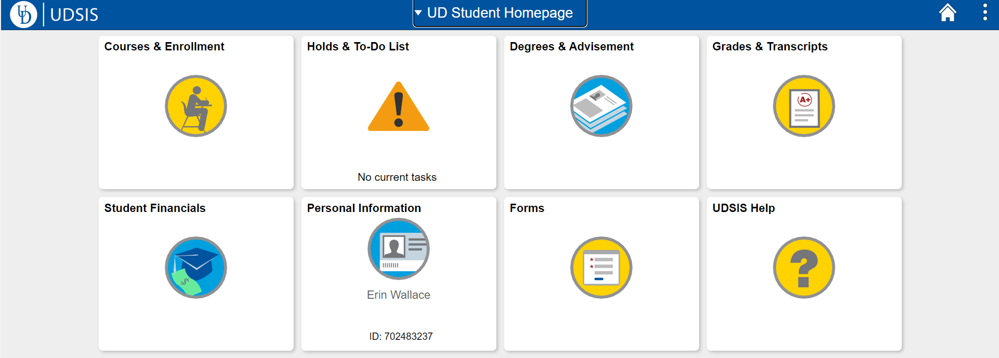 UD UDSIS
UD Student Homepage
Courses & Enrollment
Holds & To-Do List
No current tasks
Degrees & Advisement
Grades & Transcripts
A+
Student Financials
$
Personal Information
Erin Wallace
ID: 702483237
Forms
*
*
UDSIS Help
?